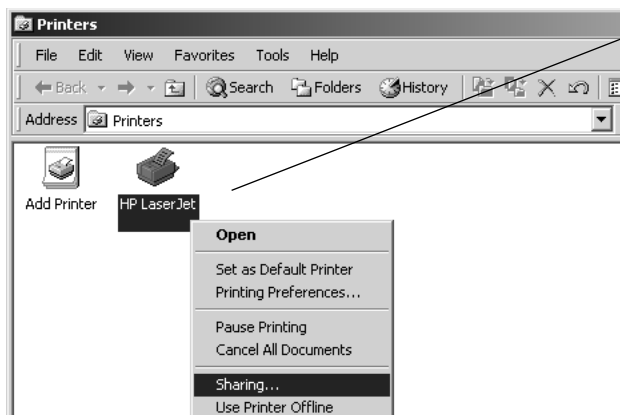 Printers
File Edit View Favorites Tools Help
Back Search Folders History
Address Printers
Add Printer HP LaserJet
Open
Set as Default Printer
Printing Preferences...
Pause Printing
Cancel All Documents
Sharing...
Use Printer Offline